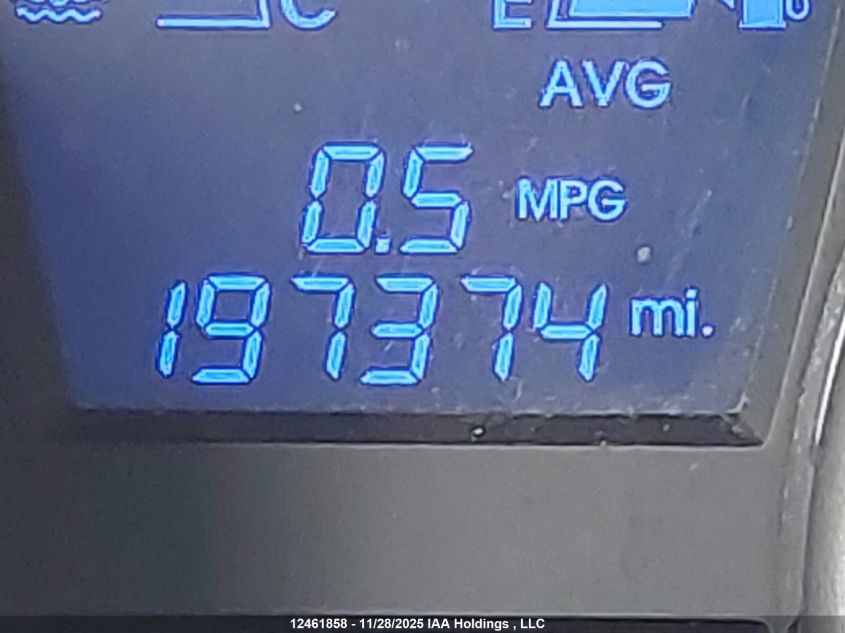 C E
AVG
0.5 MPG
197374 mi.
12461858 - 11/28/2025 IAA Holdings , LLC